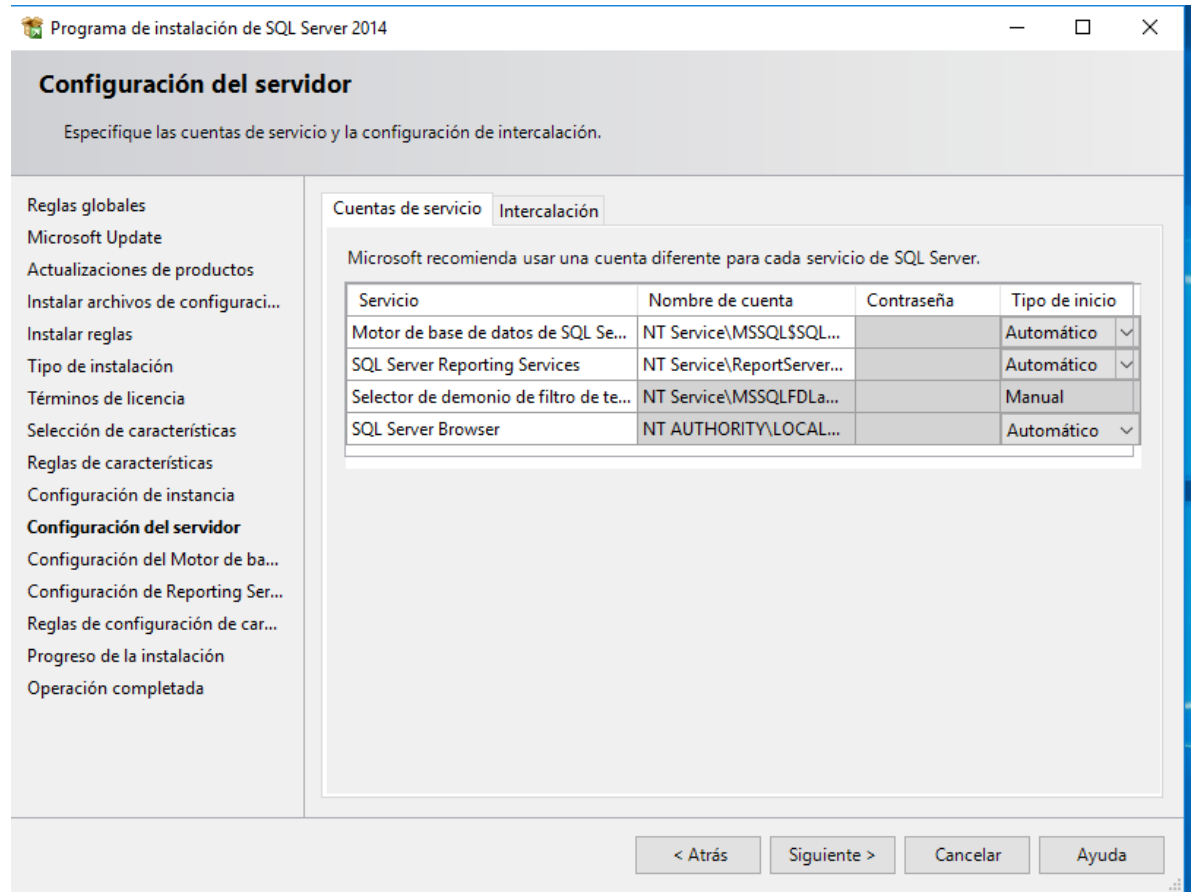 Programa de instalación de SQL Server 2014
Configuración del servidor
Especifique las cuentas de servicio y la configuración de intercalación.
Reglas globales
Microsoft Update
Actualizaciones de productos
Instalar archivos de configuraci...
Instalar reglas
Tipo de instalación
Términos de licencia
Selección de características
Reglas de características
Configuración de instancia
Configuración del servidor
Configuración del Motor de ba...
Configuración de Reporting Ser...
Reglas de configuración de car...
Progreso de la instalación
Operación completada
Cuentas de servicio Intercalación
Microsoft recomienda usar una cuenta diferente para cada servicio de SQL Server.
Servicio Nombre de cuenta Contraseña Tipo de inicio
Motor de base de datos de SQL Se... NT Service\MSSQL$SQL... Automático
SQL Server Reporting Services NT Service\ReportServer... Automático
Selector de demonio de filtro de te... NT Service\MSSQLFDLa... Manual
SQL Server Browser NT AUTHORITY\LOCAL... Automático
< Atrás Siguiente > Cancelar Ayuda